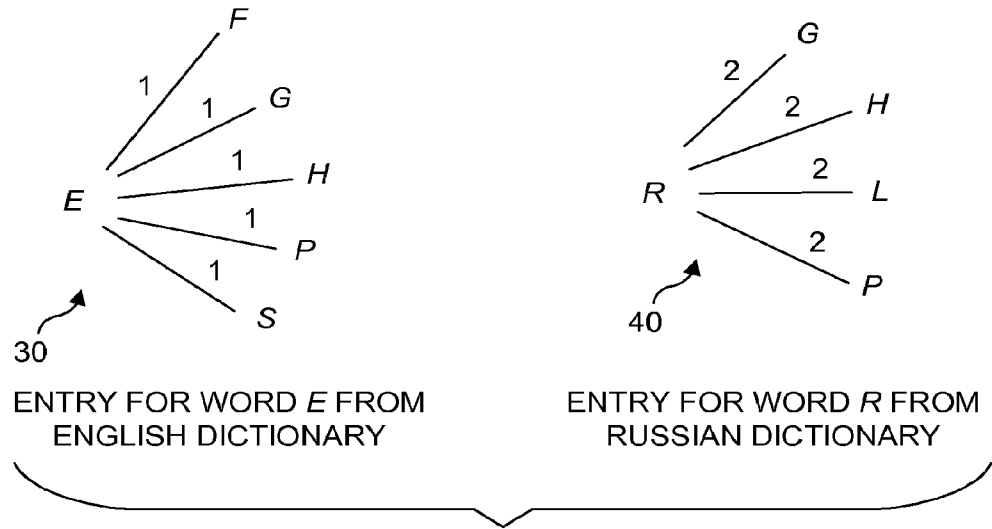 F
1
G
1
H
1
E
P
1
S
1
30
G
2
H
2
R
L
2
P
2
40
ENTRY FOR WORD E FROM
ENGLISH DICTIONARY
ENTRY FOR WORD R FROM
RUSSIAN DICTIONARY